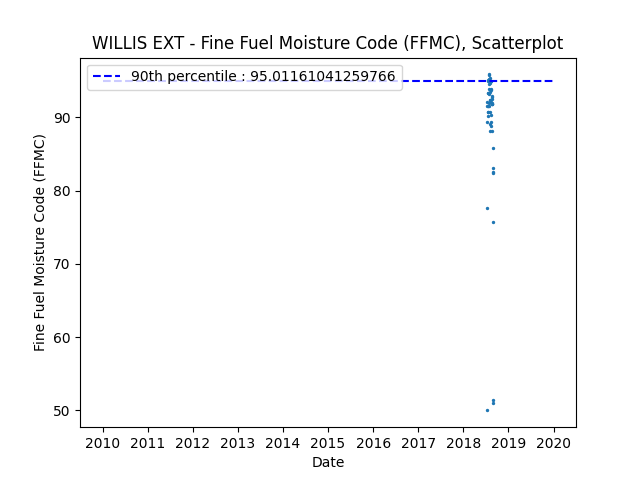 WILLIS EXT - Fine Fuel Moisture Code (FFMC), Scatterplot
90th percentile : 95.01161041259766
90
80
70
60
50
Fine Fuel Moisture Code (FFMC)
2010 2011 2012 2013 2014 2015 2016 2017 2018 2019 2020
Date